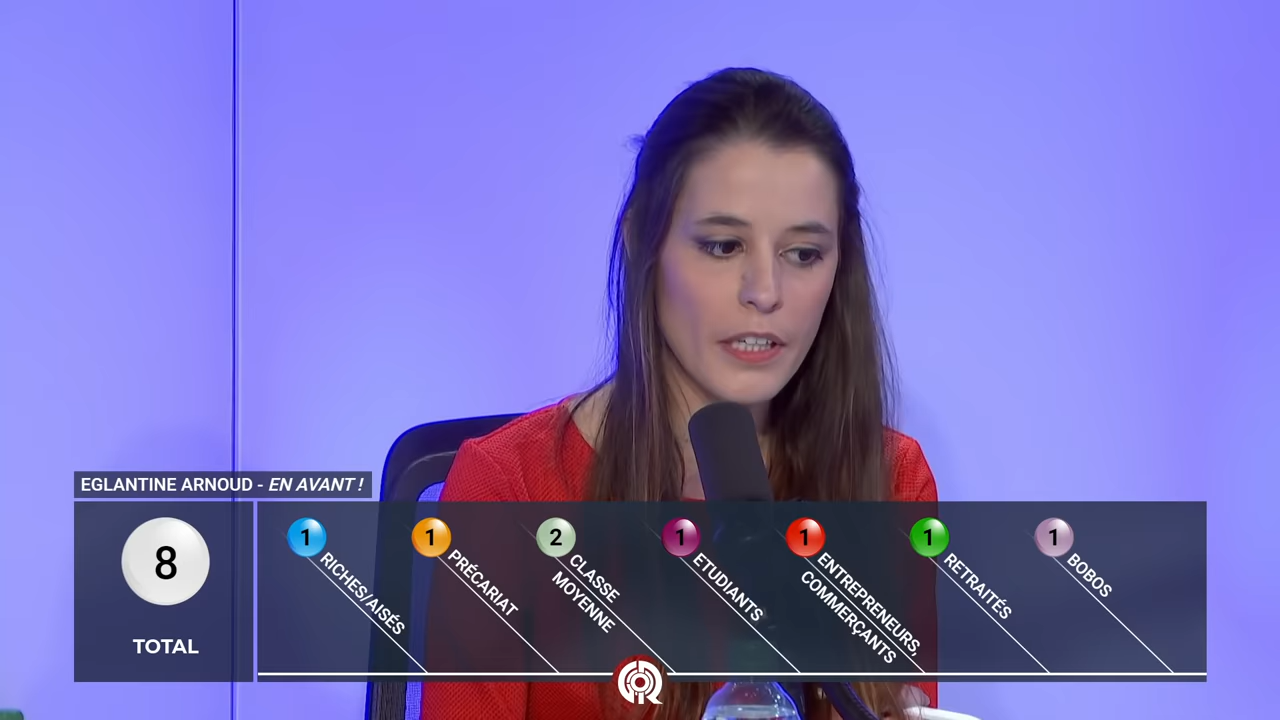 EGLANTINE ARNOUD - EN AVANT !
8
TOTAL
1
RICHES/AISÉS
1
PRÉCARIAT
2
CLASSE
MOYENNE
1
ETUDIANTS
1
ENTREPRENEURS,
COMMERÇANTS
1
RETRAITÉS
1
BOBOS